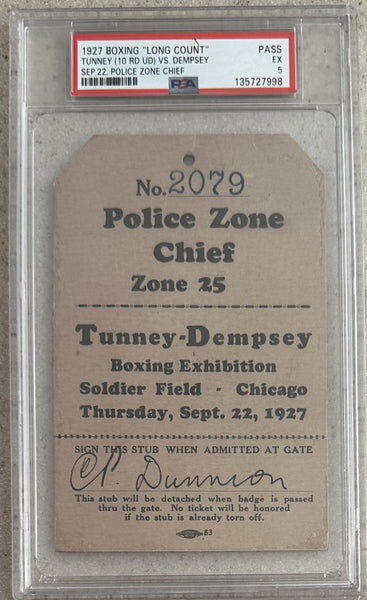 1927 BOXING "LONG COUNT" PASS
TUNNEY (10 RD UD) VS. DEMPSEY EX
SEP.22, POLICE ZONE CHIEF 5
PSA 135727998
No. 2079
Police Zone
Chief
Zone 25
Tunney-Dempsey
Boxing Exhibition
Soldier Field - Chicago
Thursday, Sept. 22, 1927
SIGN THIS STUB WHEN ADMITTED AT GATE
This stub will be detached when badge is passed
thru the gate. No ticket will be honored
if the stub is already torn off.
83